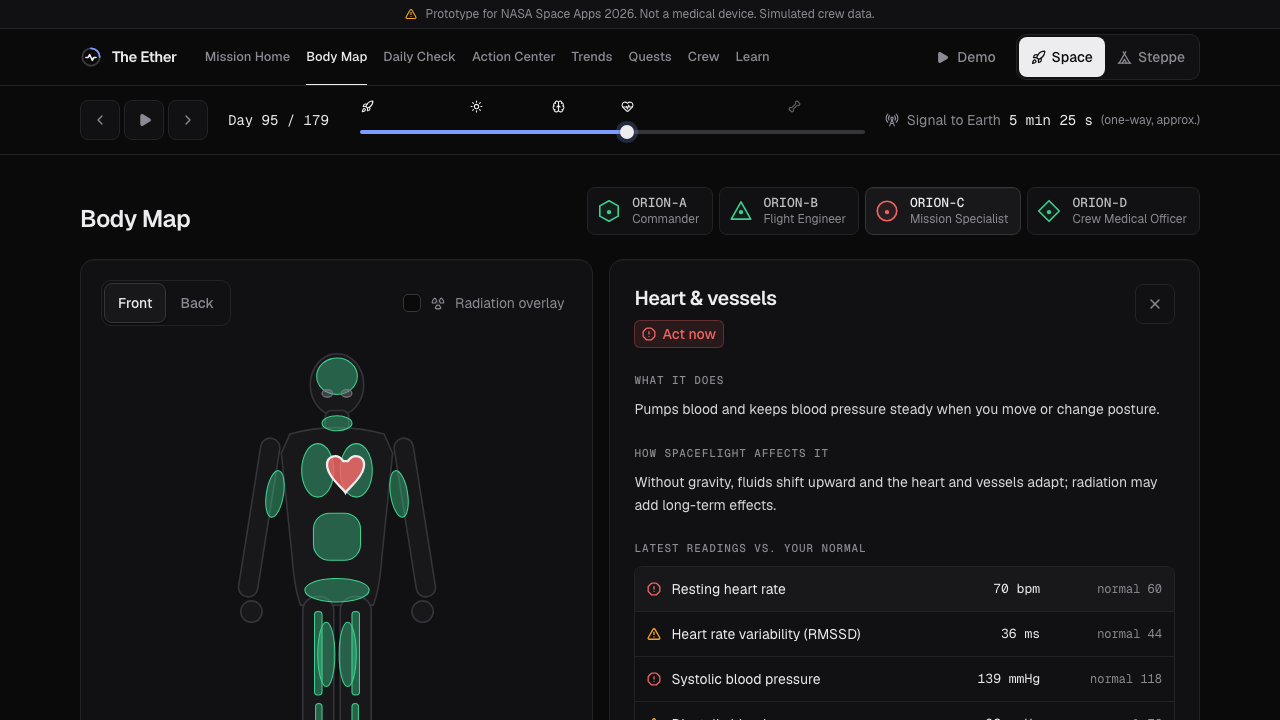 Prototype for NASA Space Apps 2026. Not a medical device. Simulated crew data.
The Ether
Mission Home
Body Map
Daily Check
Action Center
Trends
Quests
Crew
Learn
Demo
Space
Steppe
Day 95 / 179
Signal to Earth 5 min 25 s (one-way, approx.)
Body Map
ORION-A
Commander
ORION-B
Flight Engineer
ORION-C
Mission Specialist
ORION-D
Crew Medical Officer
Front
Back
Radiation overlay
Heart & vessels
Act now
WHAT IT DOES
Pumps blood and keeps blood pressure steady when you move or change posture.
HOW SPACEFLIGHT AFFECTS IT
Without gravity, fluids shift upward and the heart and vessels adapt; radiation may
add long-term effects.
LATEST READINGS VS. YOUR NORMAL
Resting heart rate 70 bpm normal 60
Heart rate variability (RMSSD) 36 ms normal 44
Systolic blood pressure 139 mmHg normal 118